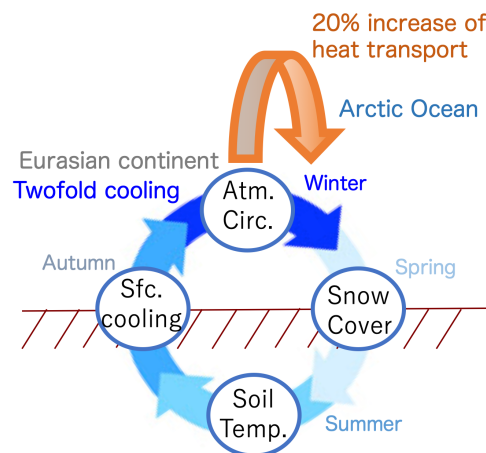 20% increase of
heat transport
Arctic Ocean
Eurasian continent
Twofold cooling
Atm.
Circ.
Winter
Autumn
Spring
Sfc.
cooling
Snow
Cover
Soil
Temp.
Summer